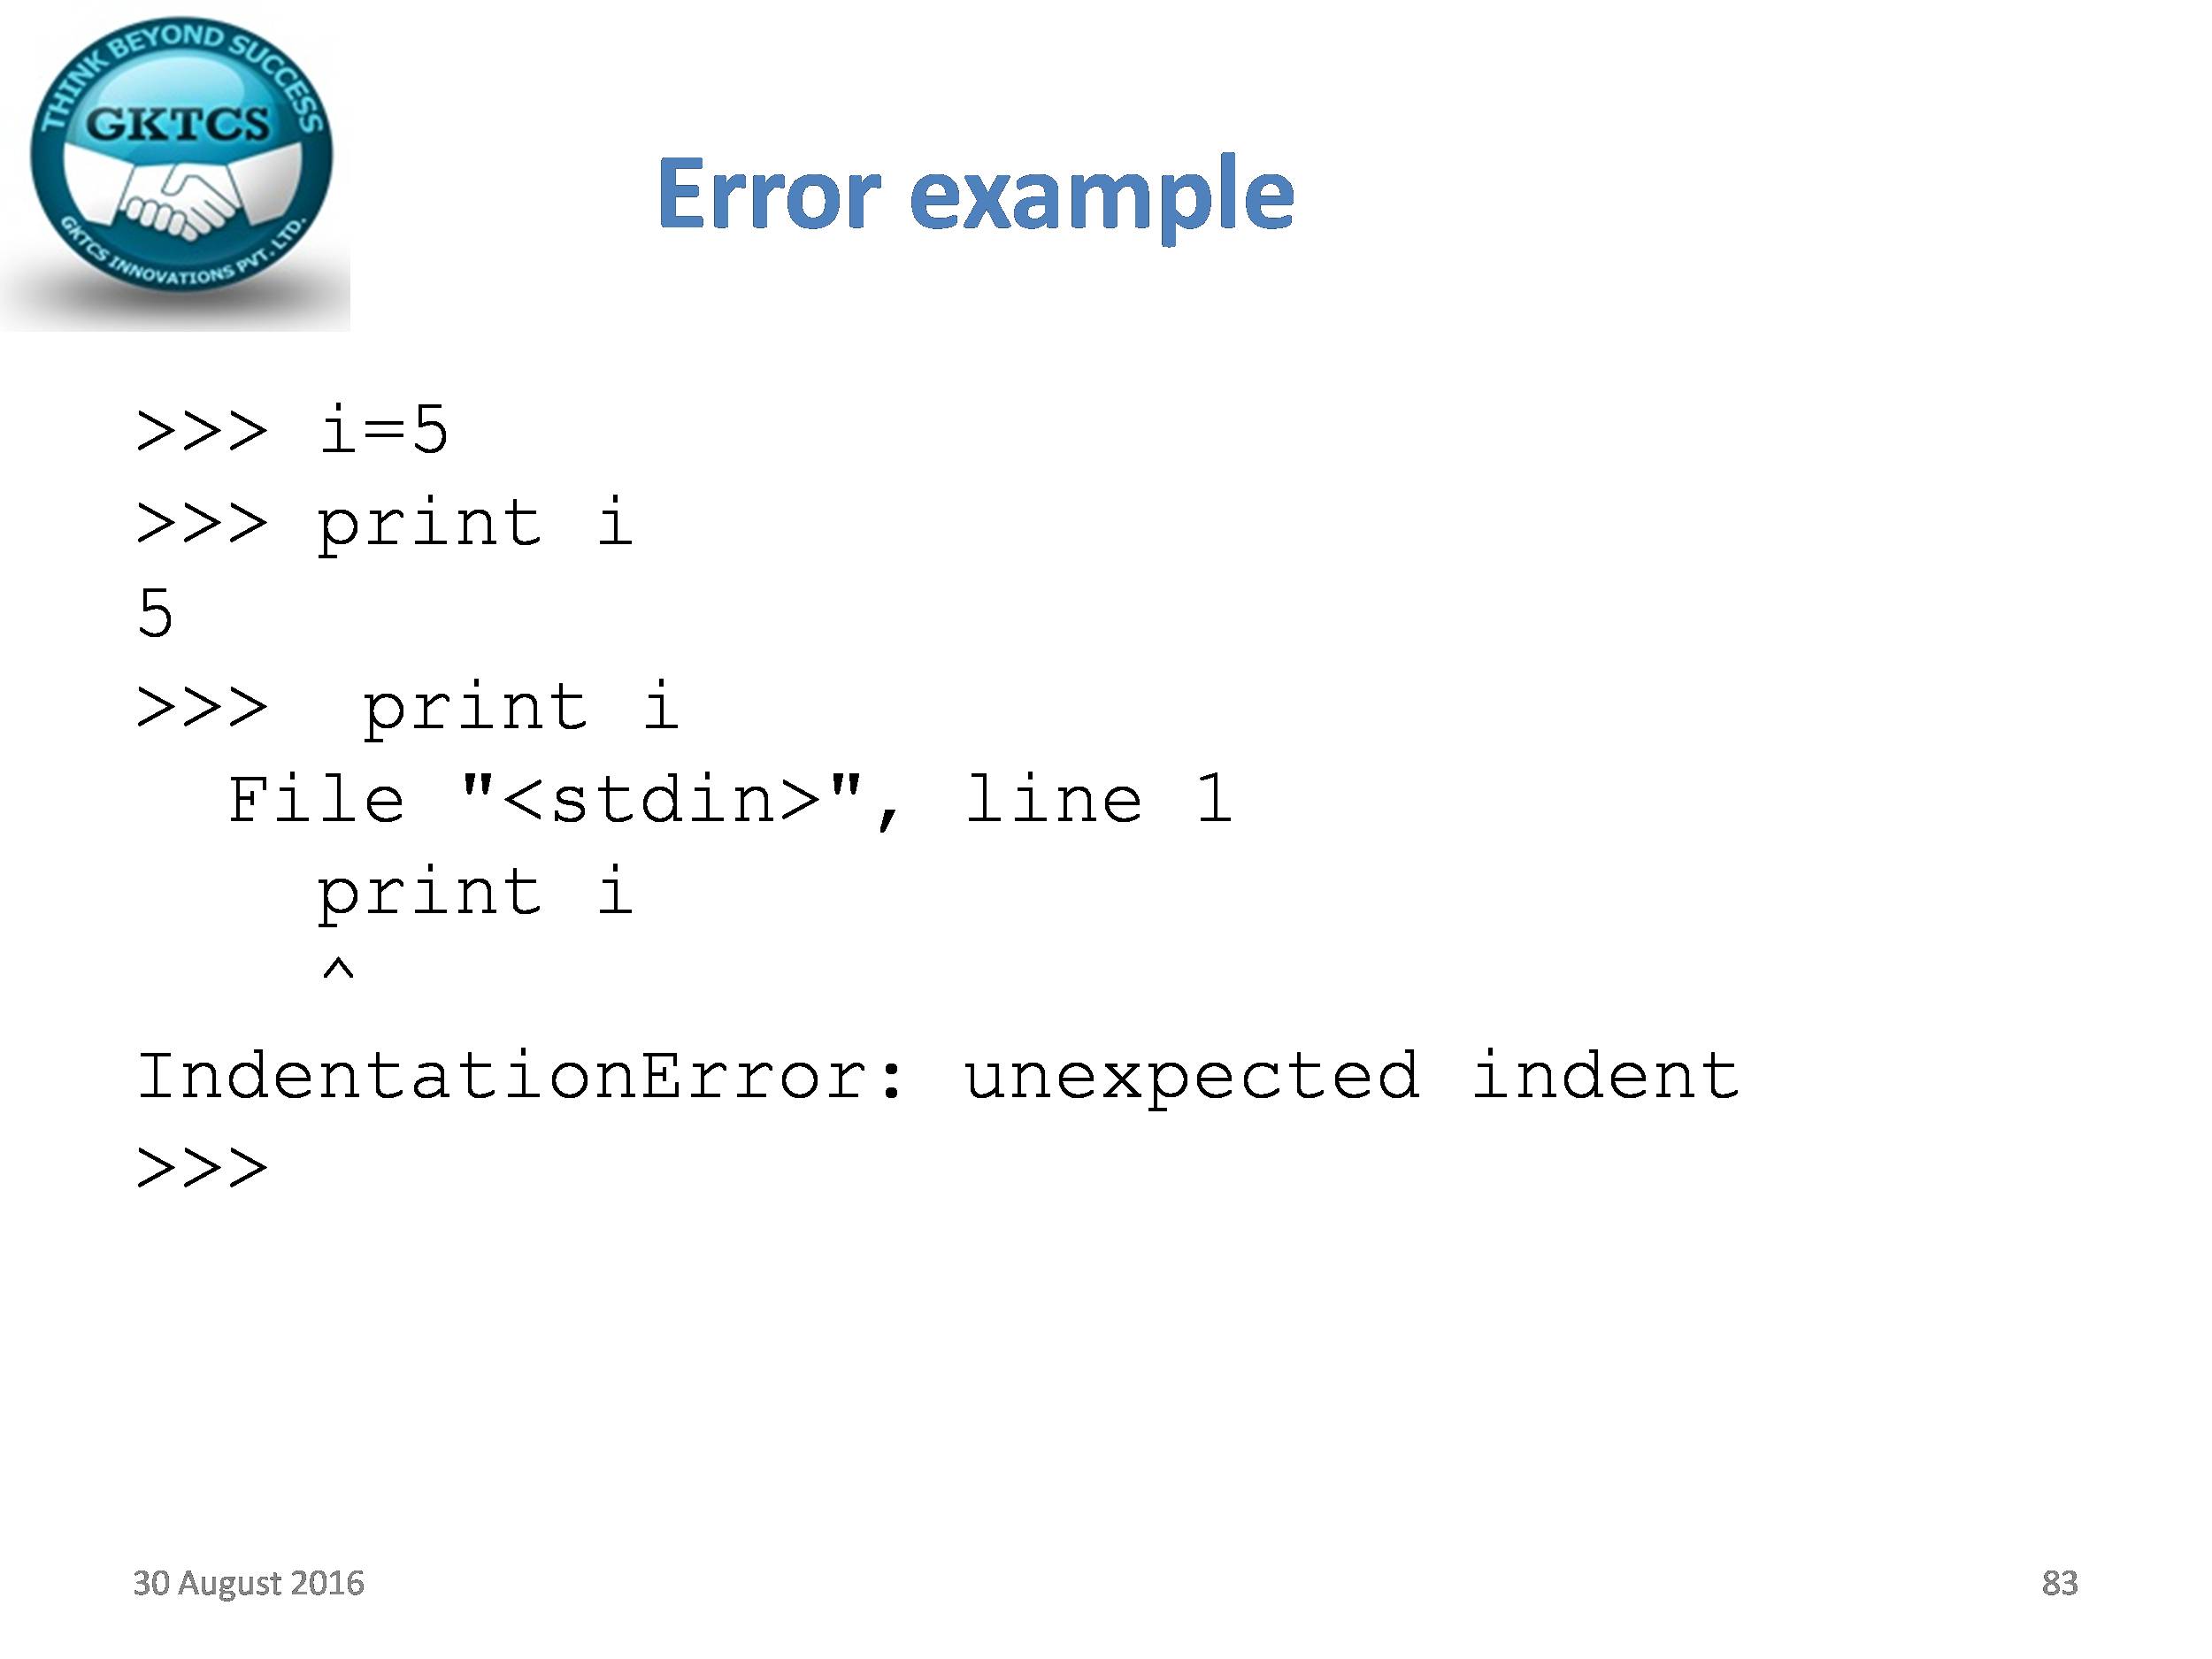 THINK BEYOND SUCCESS
GKTCS
GKTCS INNOVATIONS PVT. LTD.
Error example
>>> i=5
>>> print i
5
>>>  print i
  File "<stdin>", line 1
    print i
    ^
IndentationError: unexpected indent
>>>
30 August 2016
83